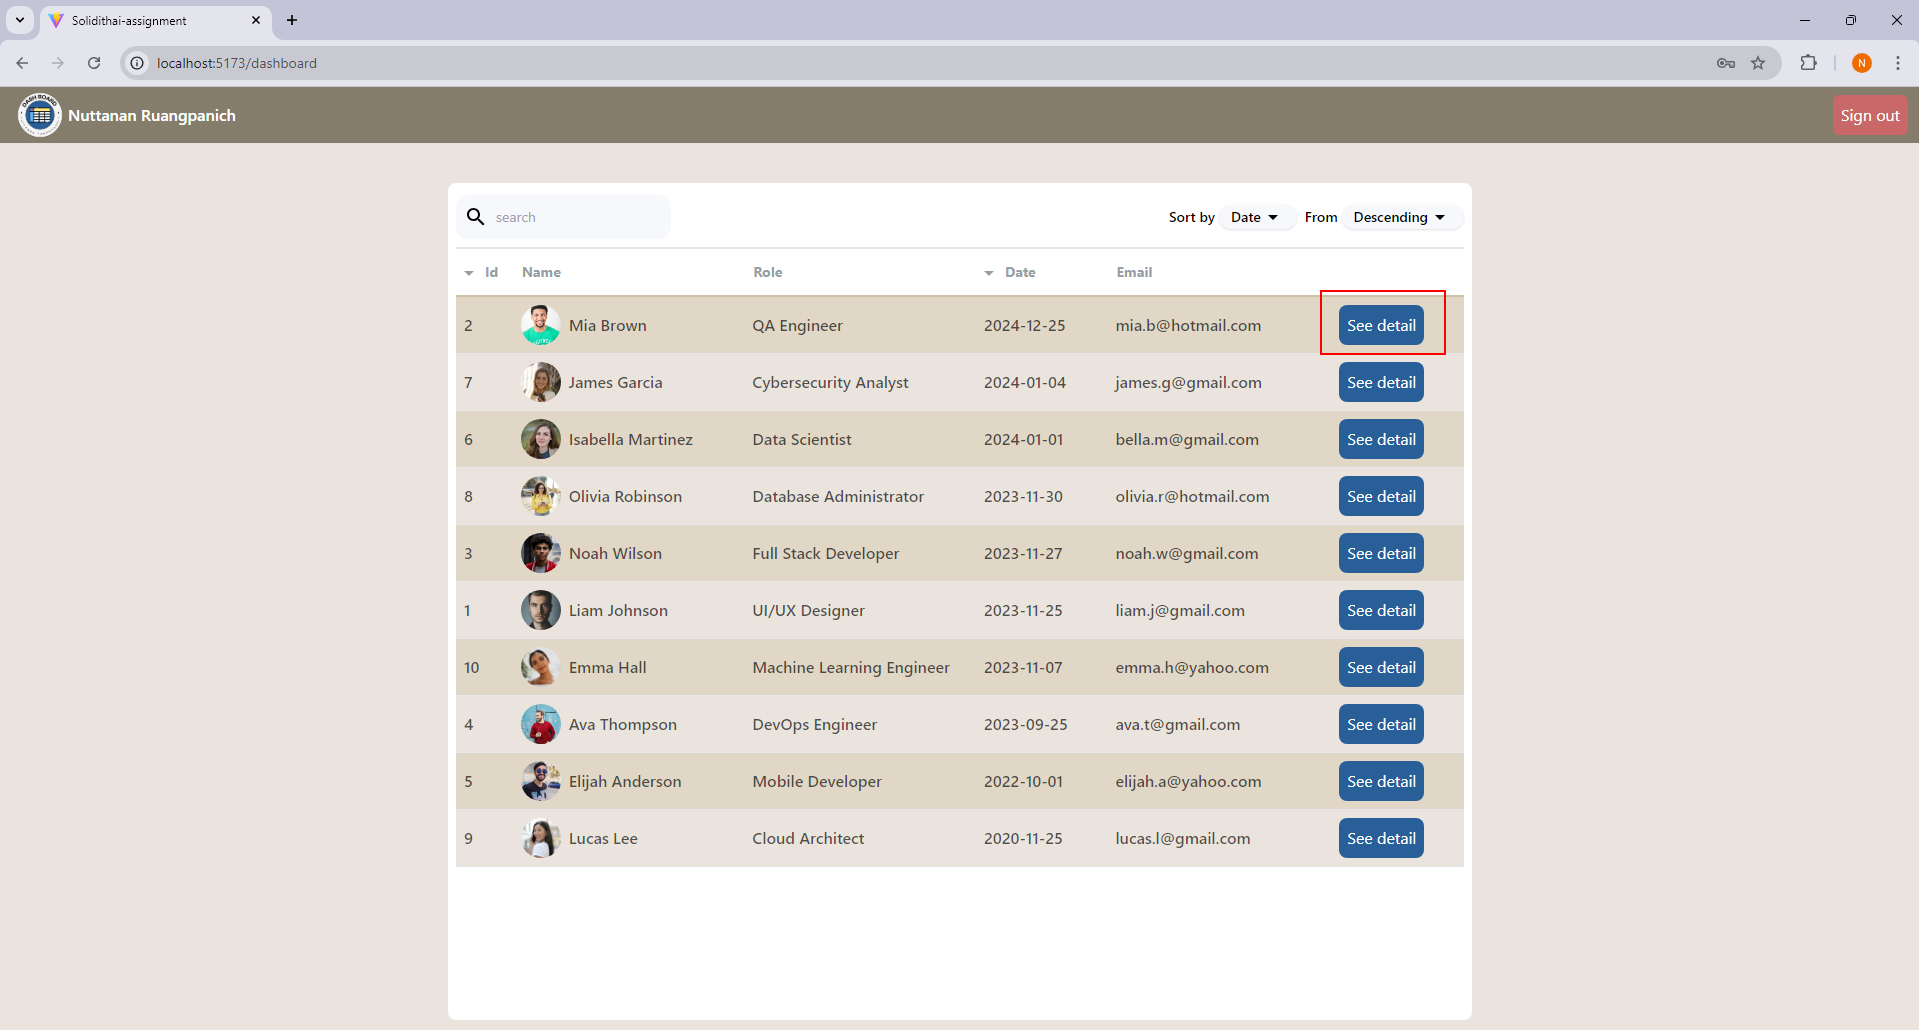 Solidithai-assignment
localhost:5173/dashboard
N
DASH BOARD
Nuttanan Ruangpanich
Sign out
search
Sort by Date From Descending
Id Name Role Date Email
2 Mia Brown QA Engineer 2024-12-25 mia.b@hotmail.com See detail
7 James Garcia Cybersecurity Analyst 2024-01-04 james.g@gmail.com See detail
6 Isabella Martinez Data Scientist 2024-01-01 bella.m@gmail.com See detail
8 Olivia Robinson Database Administrator 2023-11-30 olivia.r@hotmail.com See detail
3 Noah Wilson Full Stack Developer 2023-11-27 noah.w@gmail.com See detail
1 Liam Johnson UI/UX Designer 2023-11-25 liam.j@gmail.com See detail
10 Emma Hall Machine Learning Engineer 2023-11-07 emma.h@yahoo.com See detail
4 Ava Thompson DevOps Engineer 2023-09-25 ava.t@gmail.com See detail
5 Elijah Anderson Mobile Developer 2022-10-01 elijah.a@yahoo.com See detail
9 Lucas Lee Cloud Architect 2020-11-25 lucas.l@gmail.com See detail